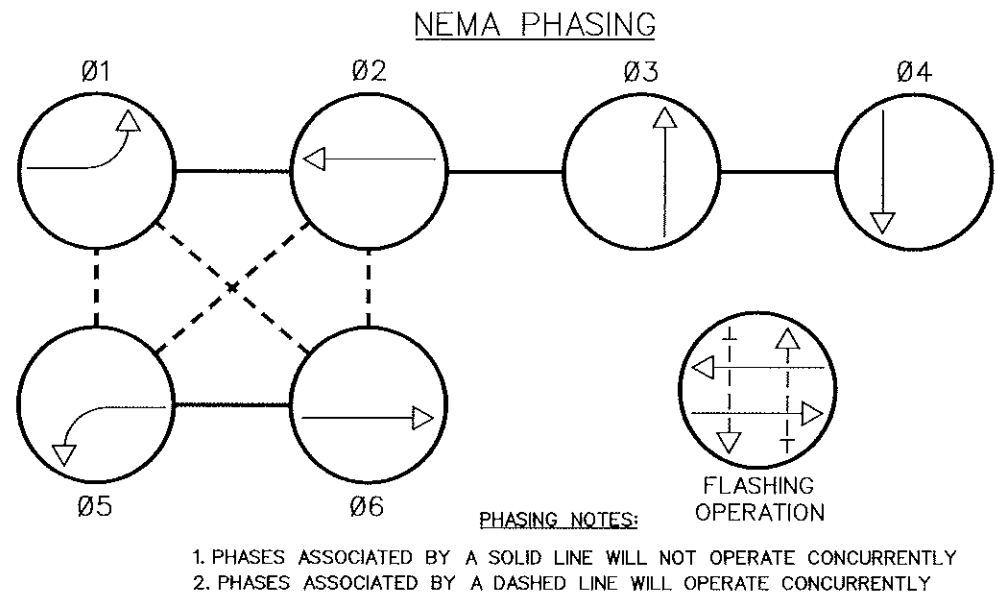 NEMA PHASING
Ø1 Ø2 Ø3 Ø4
Ø5 Ø6
FLASHING
OPERATION
PHASING NOTES:
1. PHASES ASSOCIATED BY A SOLID LINE WILL NOT OPERATE CONCURRENTLY
2. PHASES ASSOCIATED BY A DASHED LINE WILL OPERATE CONCURRENTLY